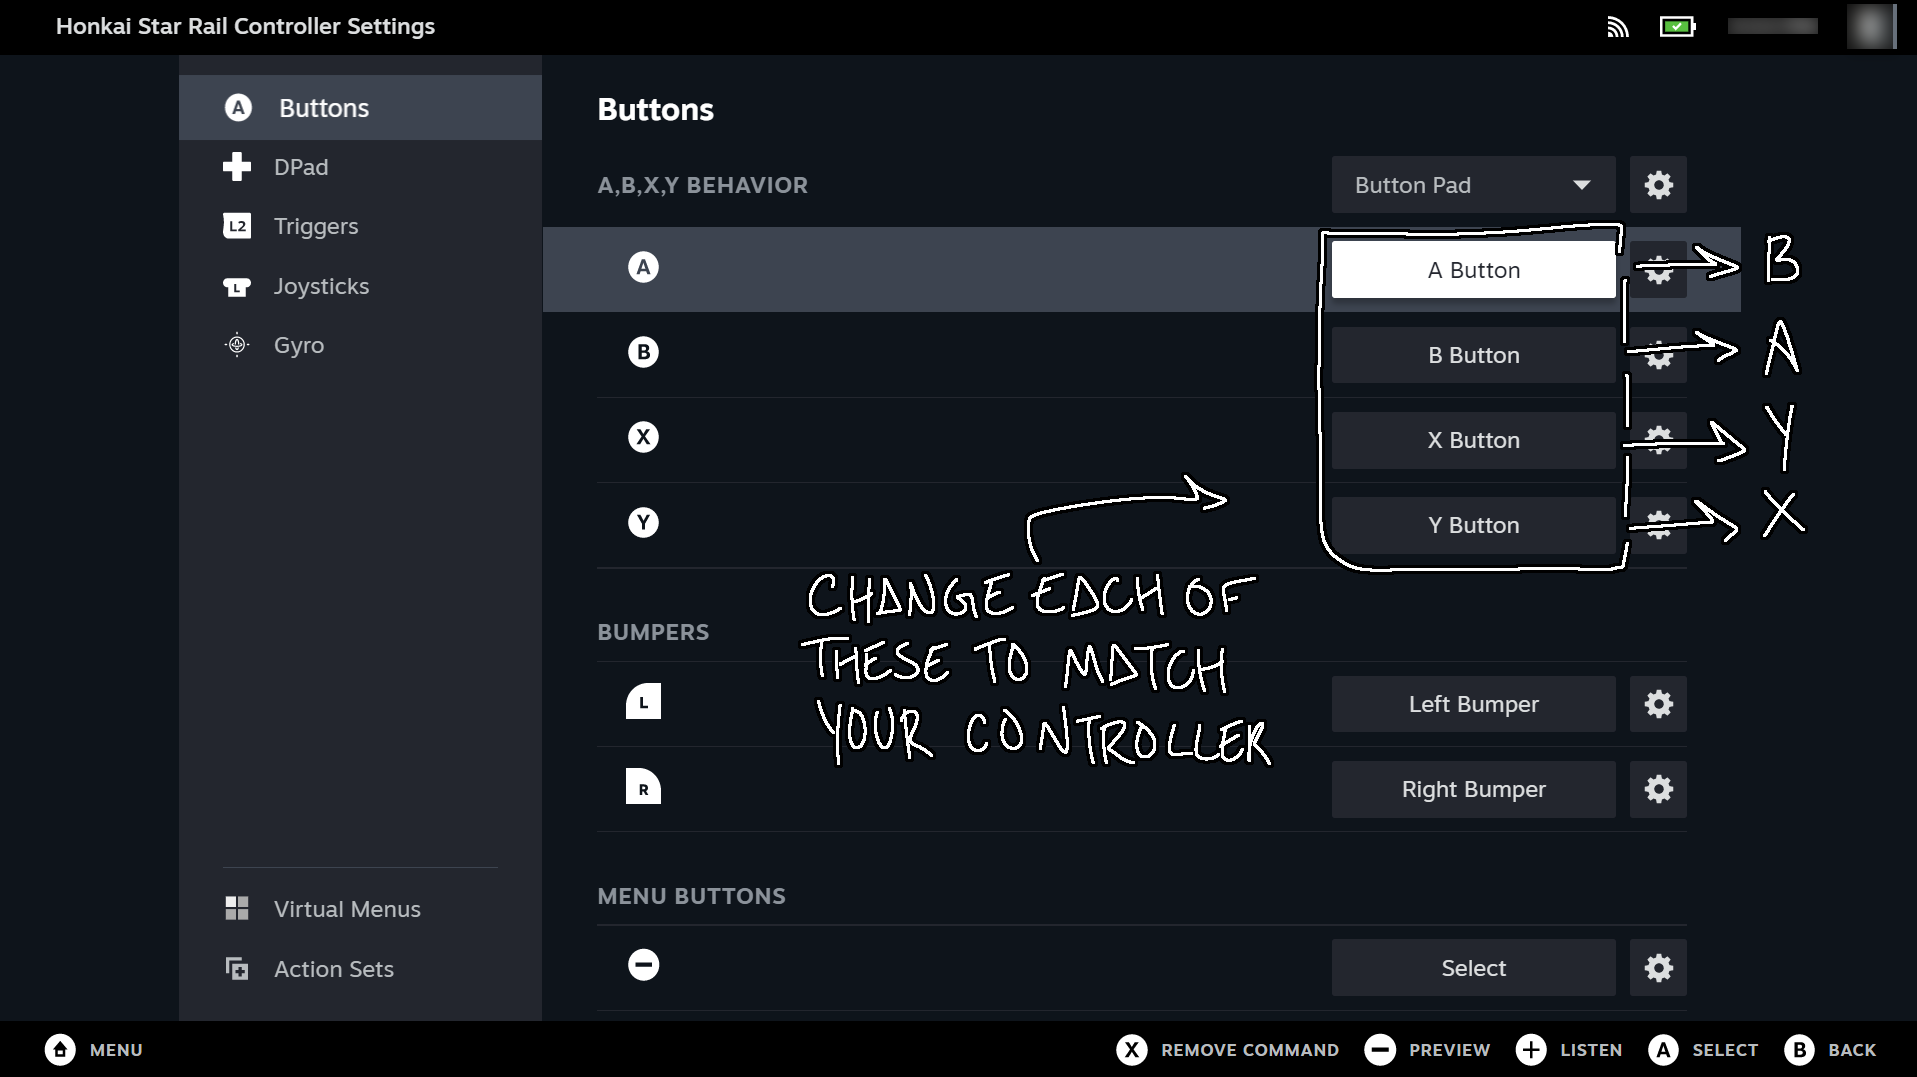 Honkai Star Rail Controller Settings
A Buttons
DPad
L2 Triggers
L Joysticks
Gyro
Virtual Menus
Action Sets
Buttons
A,B,X,Y BEHAVIOR
Button Pad
A A Button B
B B Button A
X X Button Y
Y Y Button X
CHANGE EACH OF
THESE TO MATCH
YOUR CONTROLLER
BUMPERS
L Left Bumper
R Right Bumper
MENU BUTTONS
Select
MENU
X REMOVE COMMAND PREVIEW LISTEN A SELECT B BACK